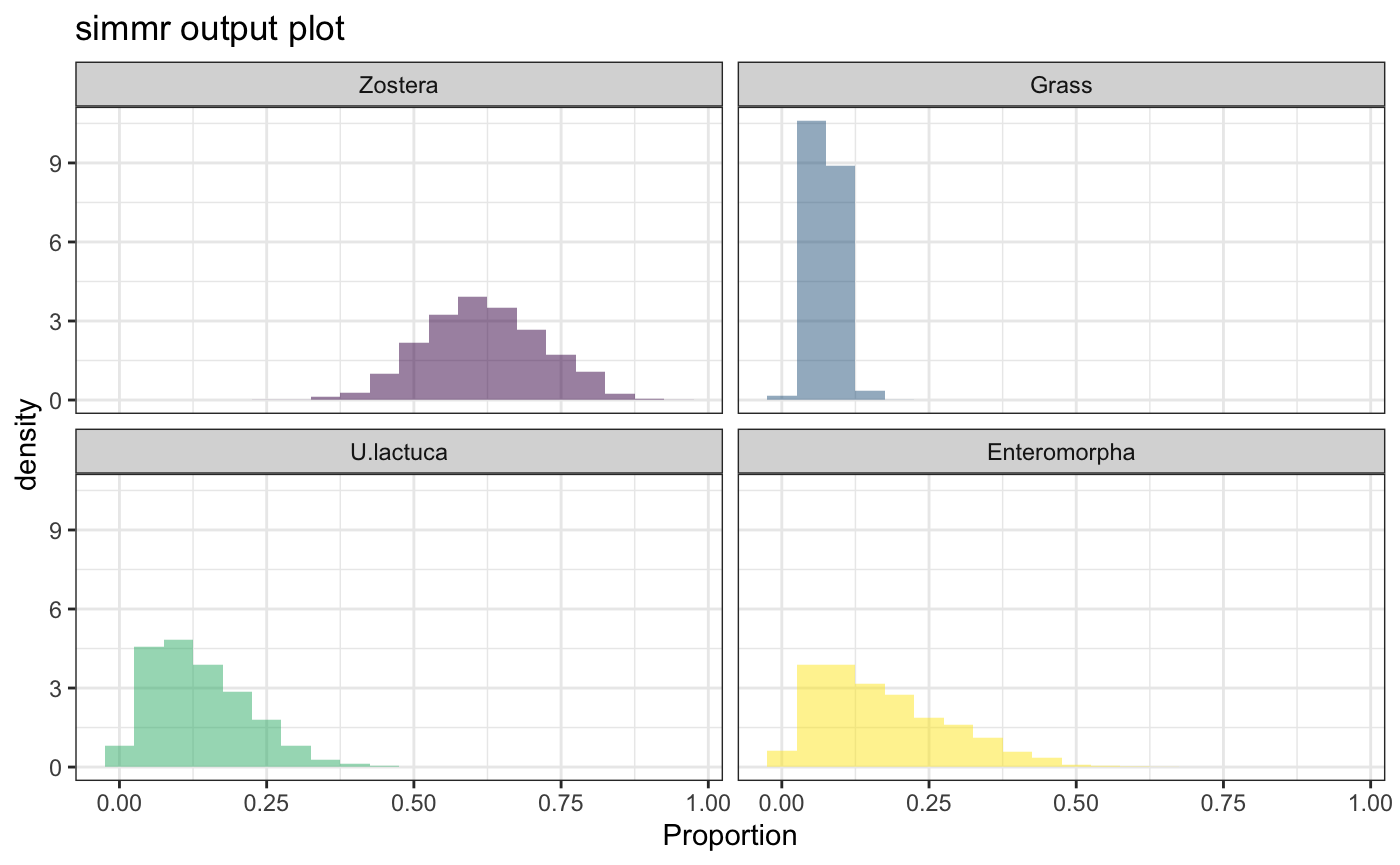 simmr output plot
Zostera
Grass
9
6
3
0
density
U.lactuca
Enteromorpha
9
6
3
0
0.00 0.25 0.50 0.75 1.00 0.00 0.25 0.50 0.75 1.00
Proportion